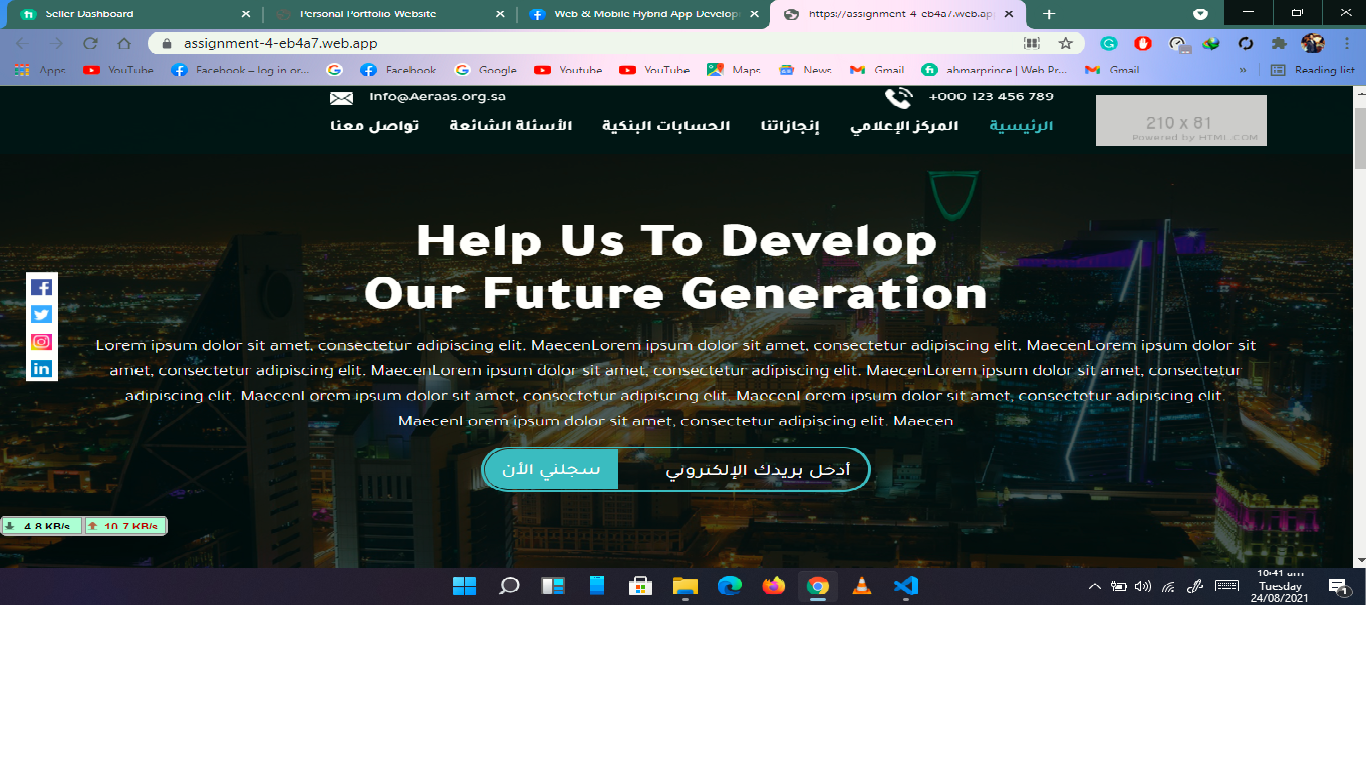 Seller Dashboard
Personal Portfolio Website
Web & Mobile Hybrid App Develop
https://assignment-4-eb4a7.web.ap
assignment-4-eb4a7.web.app
Apps
YouTube
Facebook – log in or...
Facebook
Google
Youtube
YouTube
Maps
News
Gmail
ahmarprince | Web Pr...
Gmail
»
Reading list
Info@Aeraas.org.sa
+000 123 456 789
الرئيسية
المركز الإعلامي
إنجازاتنا
الحسابات البنكية
الأسئلة الشائعة
تواصل معنا
210 x 81
Powered by HTML.COM
Help Us To Develop
Our Future Generation
Lorem ipsum dolor sit amet, consectetur adipiscing elit. MaecenLorem ipsum dolor sit amet, consectetur adipiscing elit. MaecenLorem ipsum dolor sit
amet, consectetur adipiscing elit. MaecenLorem ipsum dolor sit amet, consectetur adipiscing elit. MaecenLorem ipsum dolor sit amet, consectetur
adipiscing elit. MaecenLorem ipsum dolor sit amet, consectetur adipiscing elit. MaecenLorem ipsum dolor sit amet, consectetur adipiscing elit.
MaecenLorem ipsum dolor sit amet, consectetur adipiscing elit. Maecen
أدخل بريدك الإلكتروني
سجلني الأن
4.8 KB/s
10.7 KB/s
10:41 am
Tuesday
24/08/2021
1